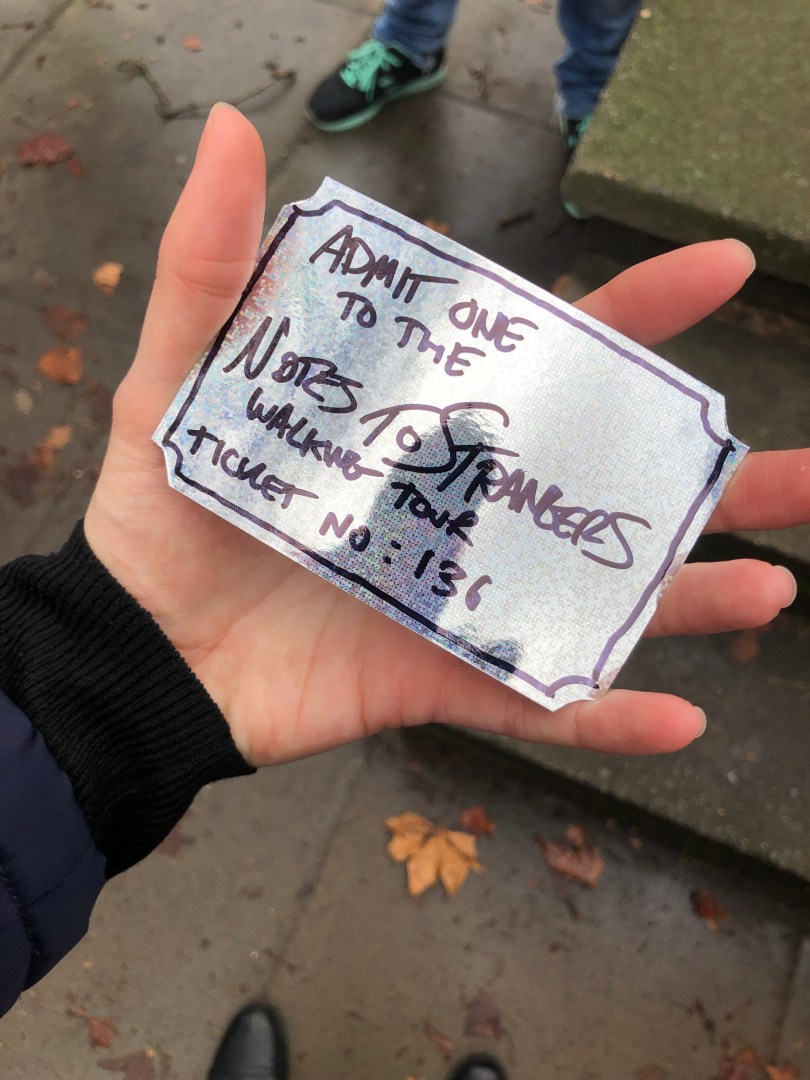 ADMIT ONE
TO THE
NOTES TO STRANGERS
WALKING TOUR
TICKET NO: 136